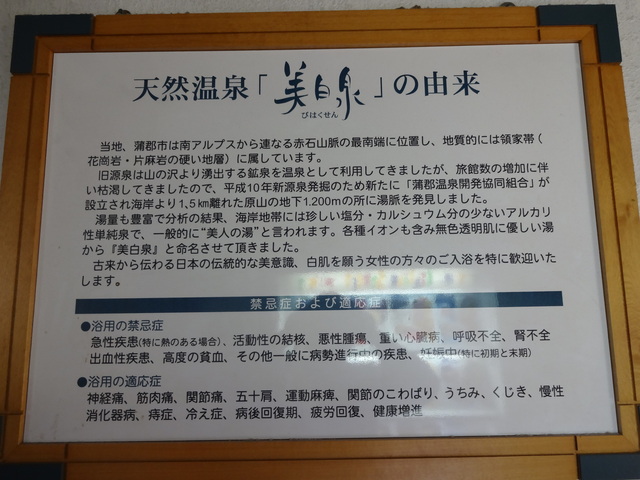 天然温泉「美白泉」の由来
びはくせん
当地、蒲郡市は南アルプスから連なる赤石山脈の最南端に位置し、地質的には領家帯(
花崗岩・片麻岩の硬い地層)に属しています。
旧源泉は山の沢より湧出する鉱泉を温泉として利用してきましたが、旅館数の増加に伴
い枯渇してきましたので、平成10年新源泉発掘のため新たに「蒲郡温泉開発協同組合」が
設立され海岸より1,5㎞離れた原山の地下1.200mの所に湯脈を発見しました。
湯量も豊富で分析の結果、海岸地帯には珍しい塩分・カルシュウム分の少ないアルカリ
性単純泉で、一般的に“美人の湯”と言われます。各種イオンも含み無色透明肌に優しい湯
から『美白泉』と命名させて頂きました。
古来から伝わる日本の伝統的な美意識、白肌を願う女性の方々のご入浴を特に歓迎いた
します。
禁忌症および適応症
●浴用の禁忌症
急性疾患(特に熱のある場合)、活動性の結核、悪性腫瘍、重い心臓病、呼吸不全、腎不全
出血性疾患、高度の貧血、その他一般に病勢進行中の疾患、妊娠中(特に初期と末期)
●浴用の適応症
神経痛、筋肉痛、関節痛、五十肩、運動麻痺、関節のこわばり、うちみ、くじき、慢性
消化器病、痔症、冷え症、病後回復期、疲労回復、健康増進